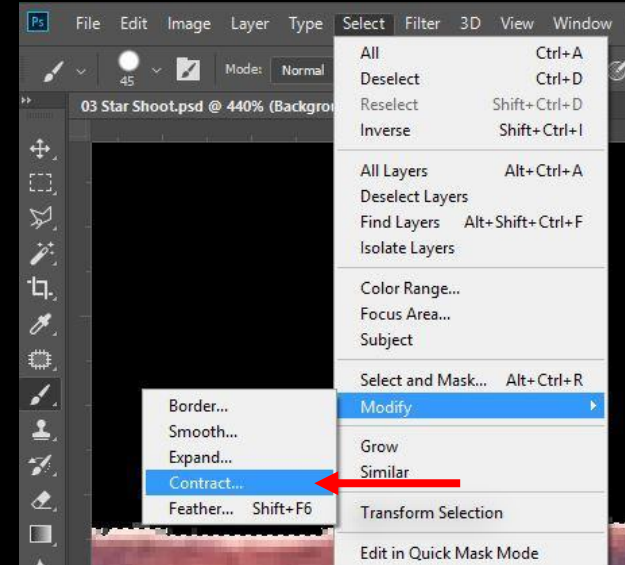 Ps File Edit Image Layer Type Select Filter 3D View Window
45 Mode: Normal
03 Star Shoot.psd @ 440% (Backgrou
All Ctrl+A
Deselect Ctrl+D
Reselect Shift+Ctrl+D
Inverse Shift+Ctrl+I
All Layers Alt+Ctrl+A
Deselect Layers
Find Layers Alt+Shift+Ctrl+F
Isolate Layers
Color Range...
Focus Area...
Subject
Select and Mask... Alt+Ctrl+R
Modify
Border...
Smooth...
Expand...
Contract...
Feather... Shift+F6
Grow
Similar
Transform Selection
Edit in Quick Mask Mode